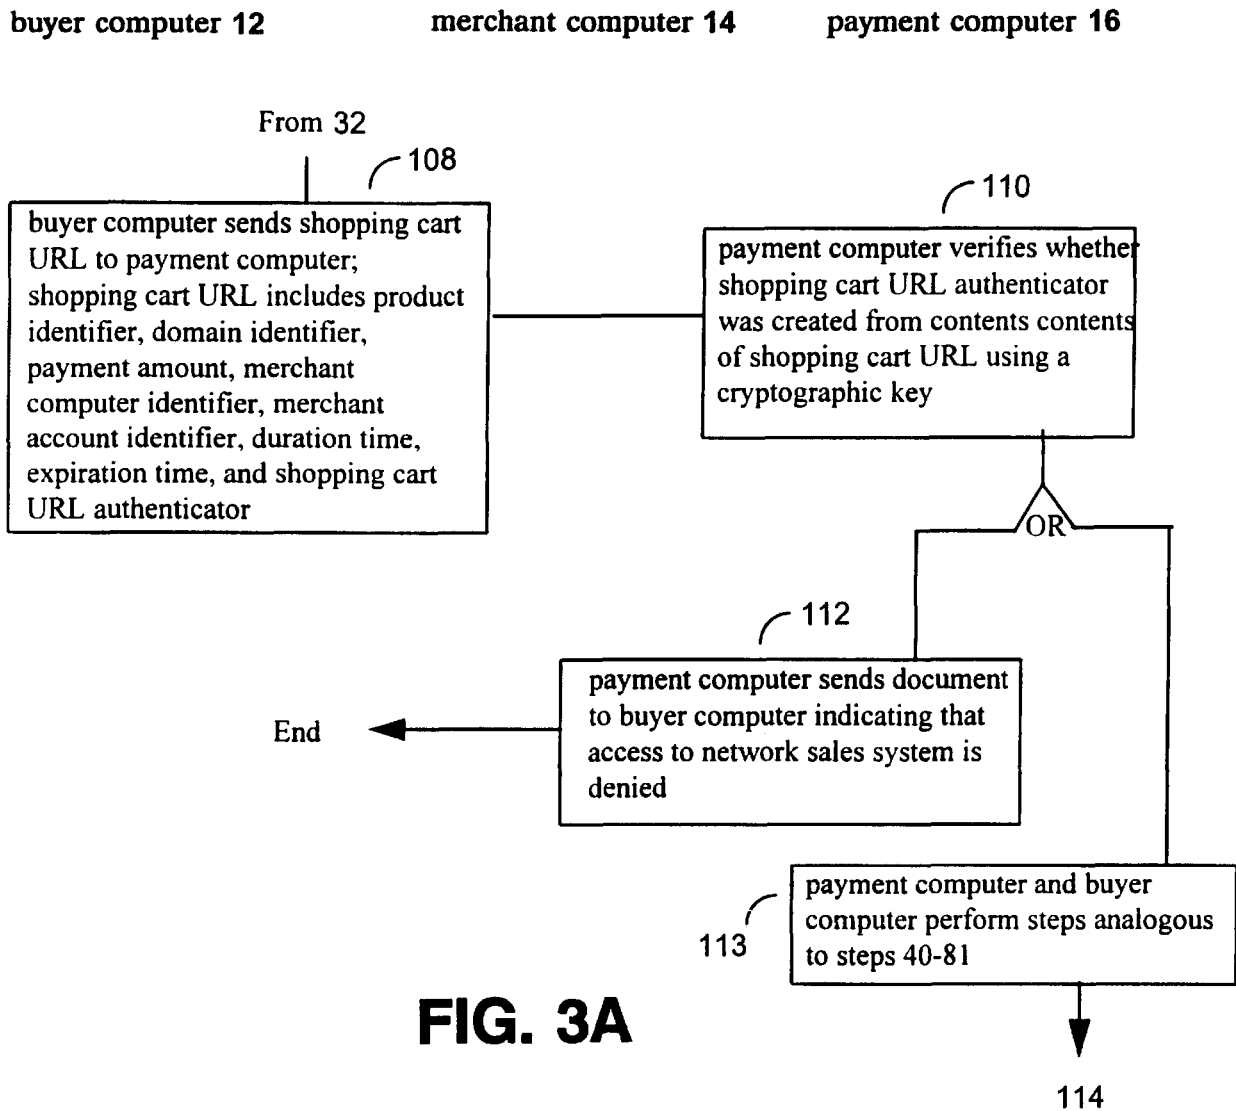 buyer computer 12
merchant computer 14
payment computer 16
From 32
108
buyer computer sends shopping cart
URL to payment computer;
shopping cart URL includes product
identifier, domain identifier,
payment amount, merchant
computer identifier, merchant
account identifier, duration time,
expiration time, and shopping cart
URL authenticator
110
payment computer verifies whether
shopping cart URL authenticator
was created from contents contents
of shopping cart URL using a
cryptographic key
OR
112
payment computer sends document
to buyer computer indicating that
access to network sales system is
denied
End
113
payment computer and buyer
computer perform steps analogous
to steps 40-81
114
FIG. 3A